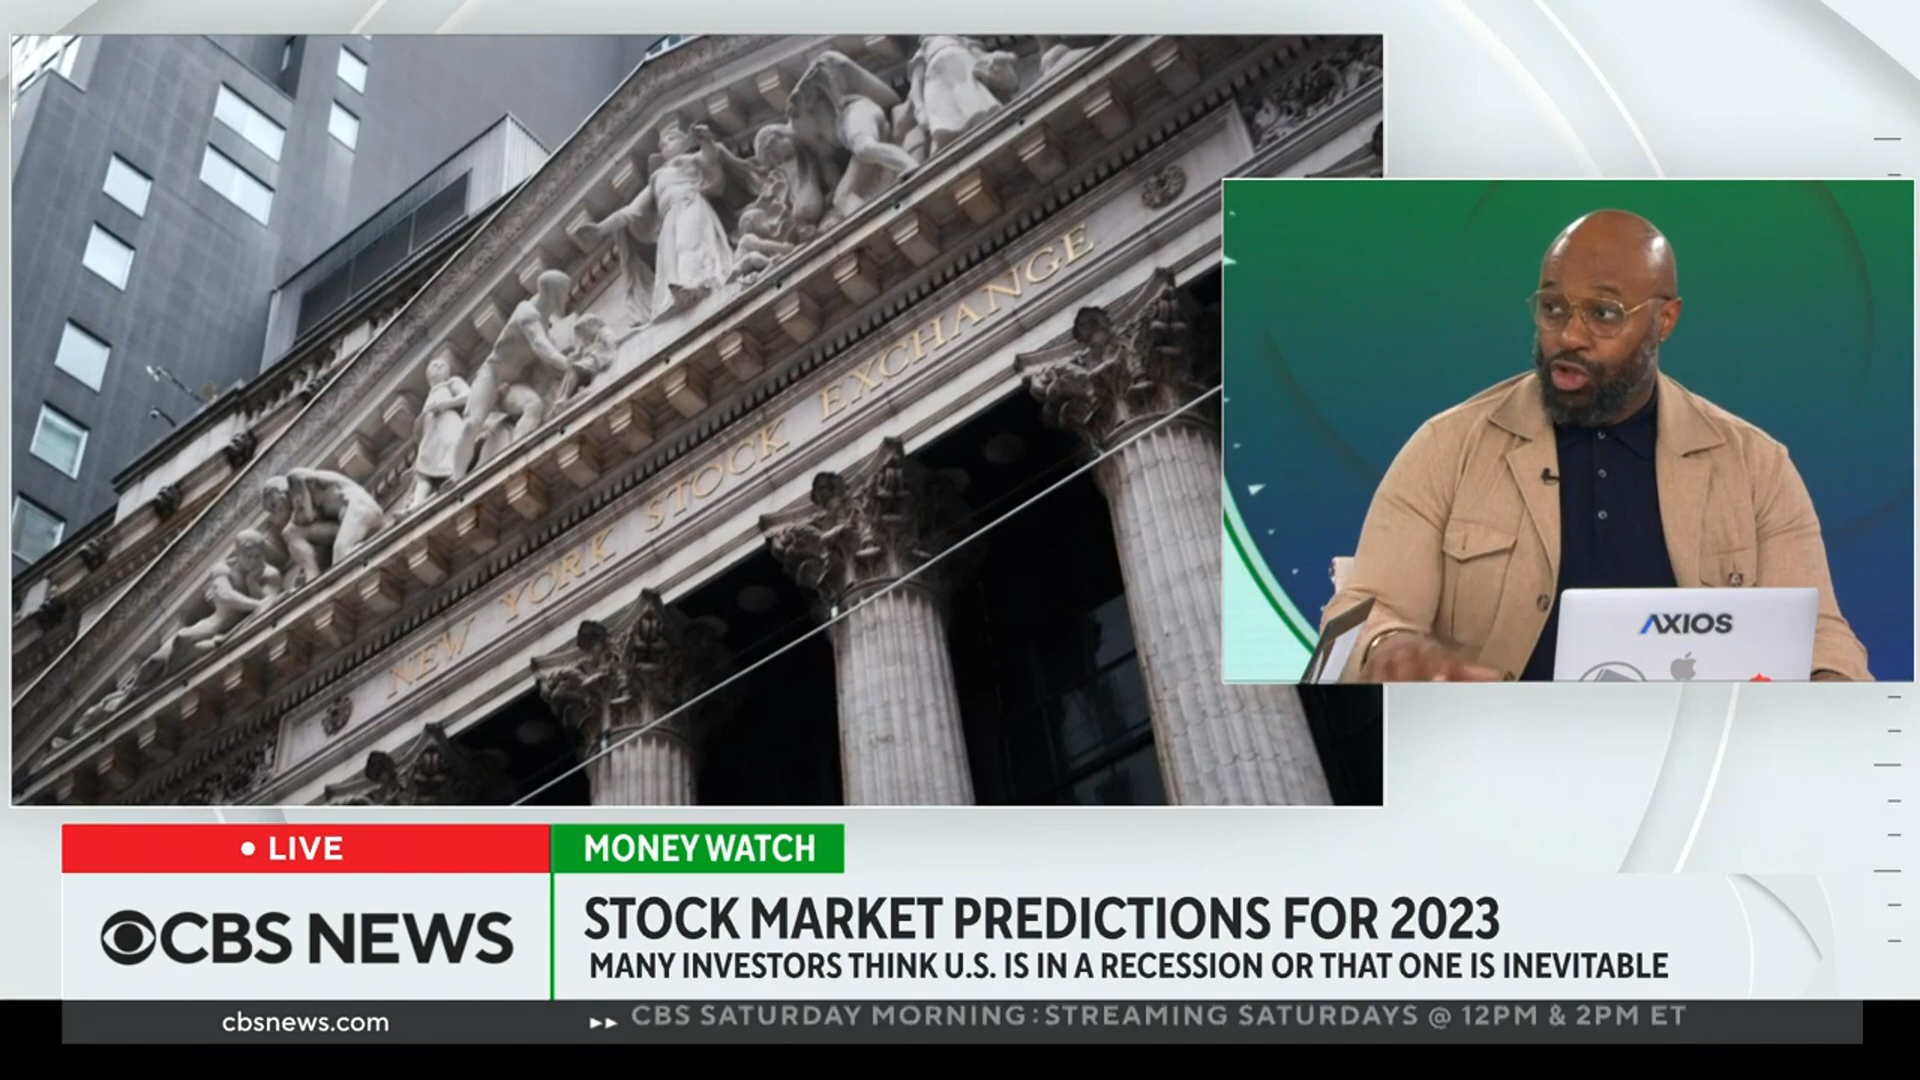 NEW YORK STOCK EXCHANGE
AXIOS
• LIVE
MONEY WATCH
CBS NEWS
STOCK MARKET PREDICTIONS FOR 2023
MANY INVESTORS THINK U.S. IS IN A RECESSION OR THAT ONE IS INEVITABLE
cbsnews.com
CBS SATURDAY MORNING: STREAMING SATURDAYS @ 12PM & 2PM ET